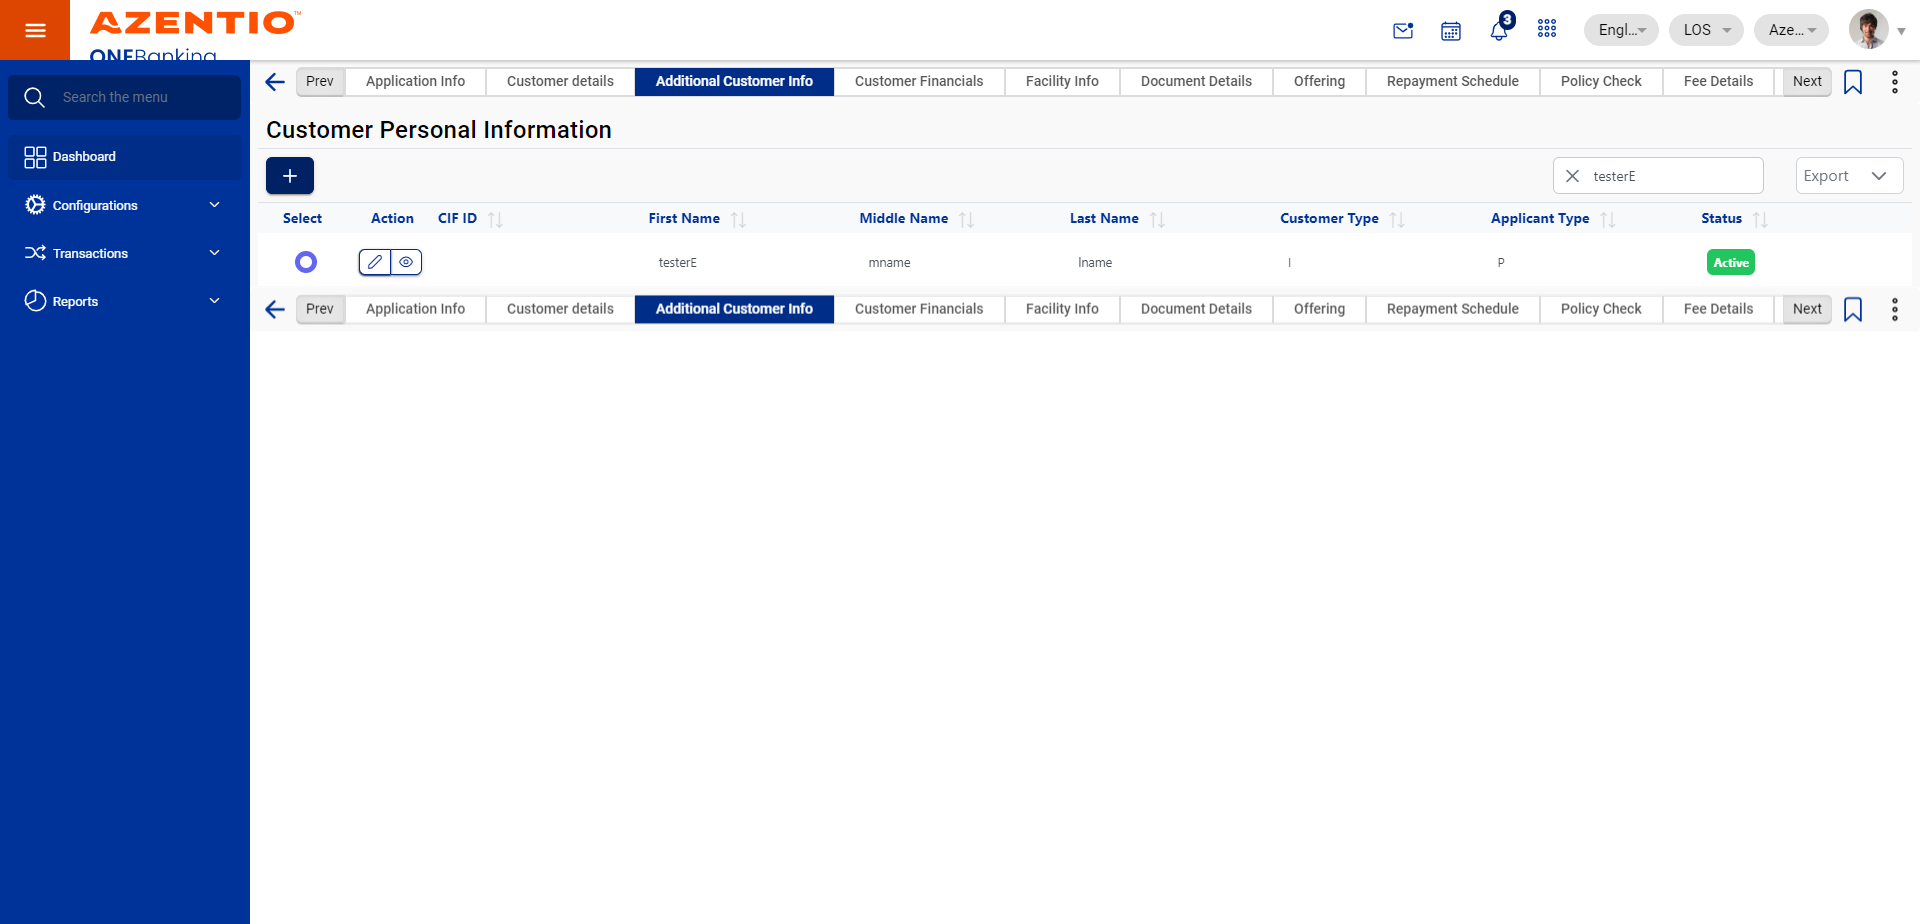 AZENTIO™
ONEBanking
3
Engl...
LOS
Aze...
Search the menu
Dashboard
Configurations
Transactions
Reports
Prev Application Info Customer details Additional Customer Info Customer Financials Facility Info Document Details Offering Repayment Schedule Policy Check Fee Details Next
Customer Personal Information
+
testerE
Export
Select Action CIF ID First Name Middle Name Last Name Customer Type Applicant Type Status
testerE mname lname I P Active
Prev Application Info Customer details Additional Customer Info Customer Financials Facility Info Document Details Offering Repayment Schedule Policy Check Fee Details Next